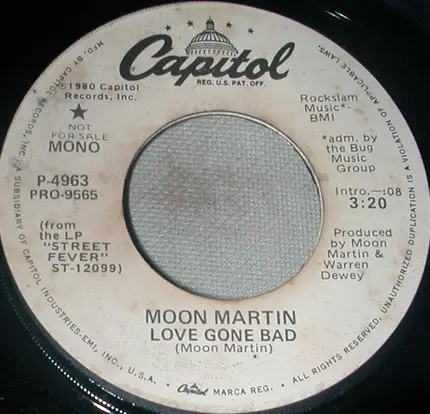 Capitol
REG. U.S. PAT. OFF.
℗1980 Capitol
Records, Inc.
NOT
FOR SALE
MONO
P-4963
PRO-9565
(from
the LP
"STREET
FEVER"
ST-12099)
Rockslam
Music*-
BMI
*adm. by
the Bug
Music
Group
Intro.—:08
3:20
Produced
by Moon
Martin &
Warren
Dewey
MOON MARTIN
LOVE GONE BAD
(Moon Martin)
MFD. BY CAPITOL RECORDS, INC., A SUBSIDIARY OF CAPITOL INDUSTRIES-EMI, INC., U.S.A. • Capitol MARCA REG. • ALL RIGHTS RESERVED. UNAUTHORIZED DUPLICATION IS A VIOLATION OF APPLICABLE LAWS.